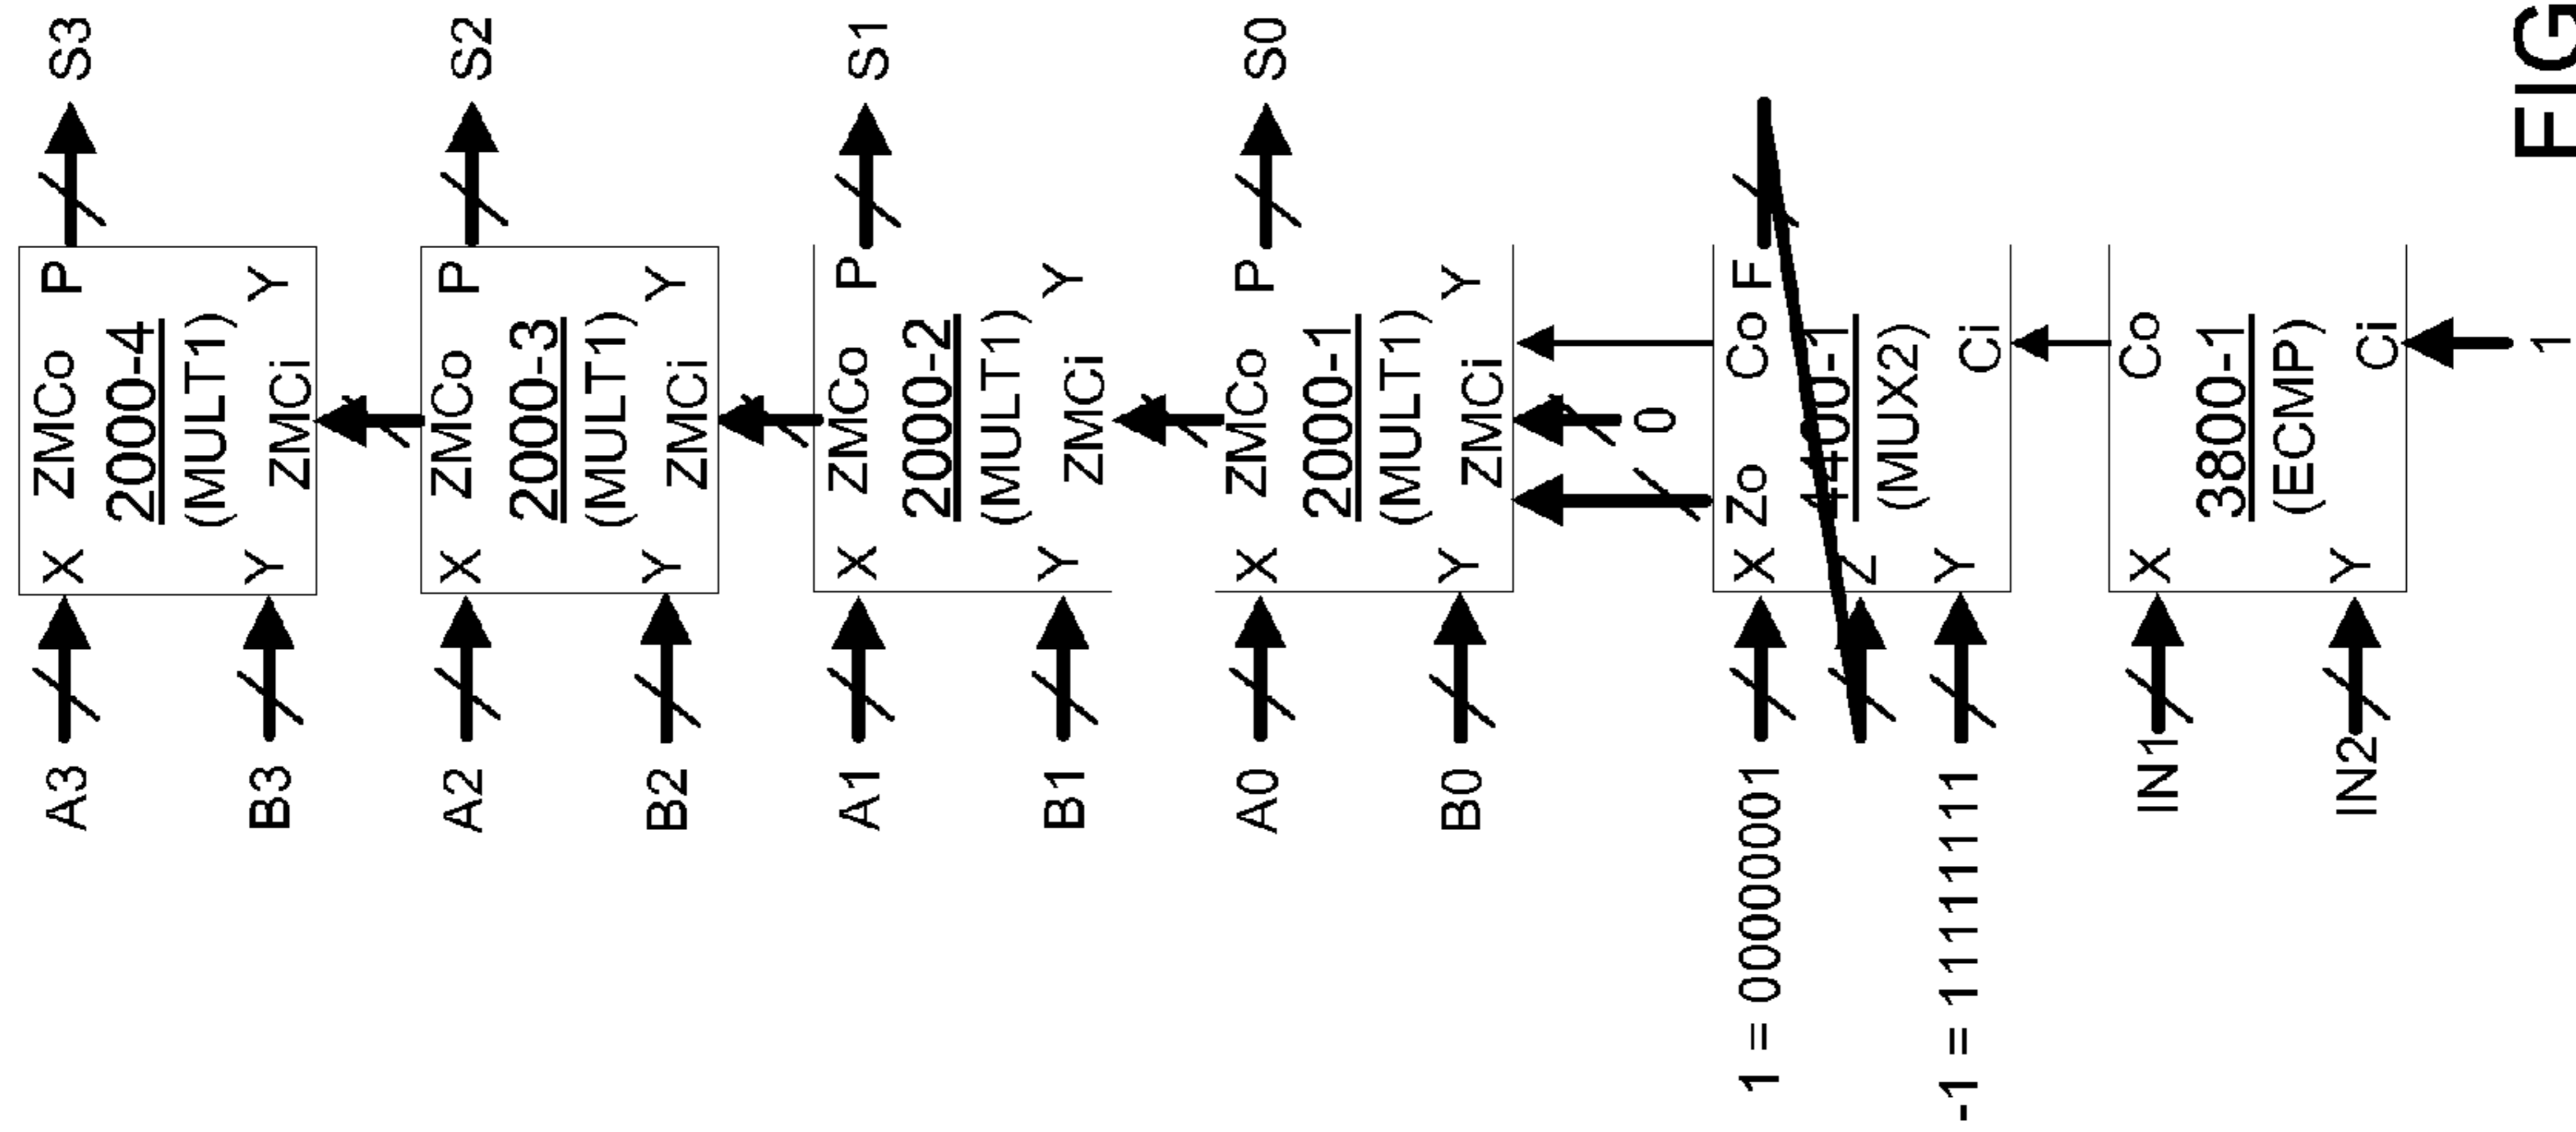 A3
B3
X
Y
ZMCo
P
2000-4
(MULT1)
ZMCi
Y
S3
A2
B2
X
Y
ZMCo
P
2000-3
(MULT1)
ZMCi
Y
S2
A1
B1
X
Y
ZMCo
P
2000-2
(MULT1)
ZMCi
Y
S1
A0
B0
X
Y
ZMCo
P
2000-1
(MULT1)
ZMCi
Y
S0
0
1 = 00000001
-1 = 11111111
X
Z
Y
Zo
Co
F
(MUX2)
Ci
IN1
IN2
X
Y
Co
3800-1
(ECMP)
Ci
1
FIG